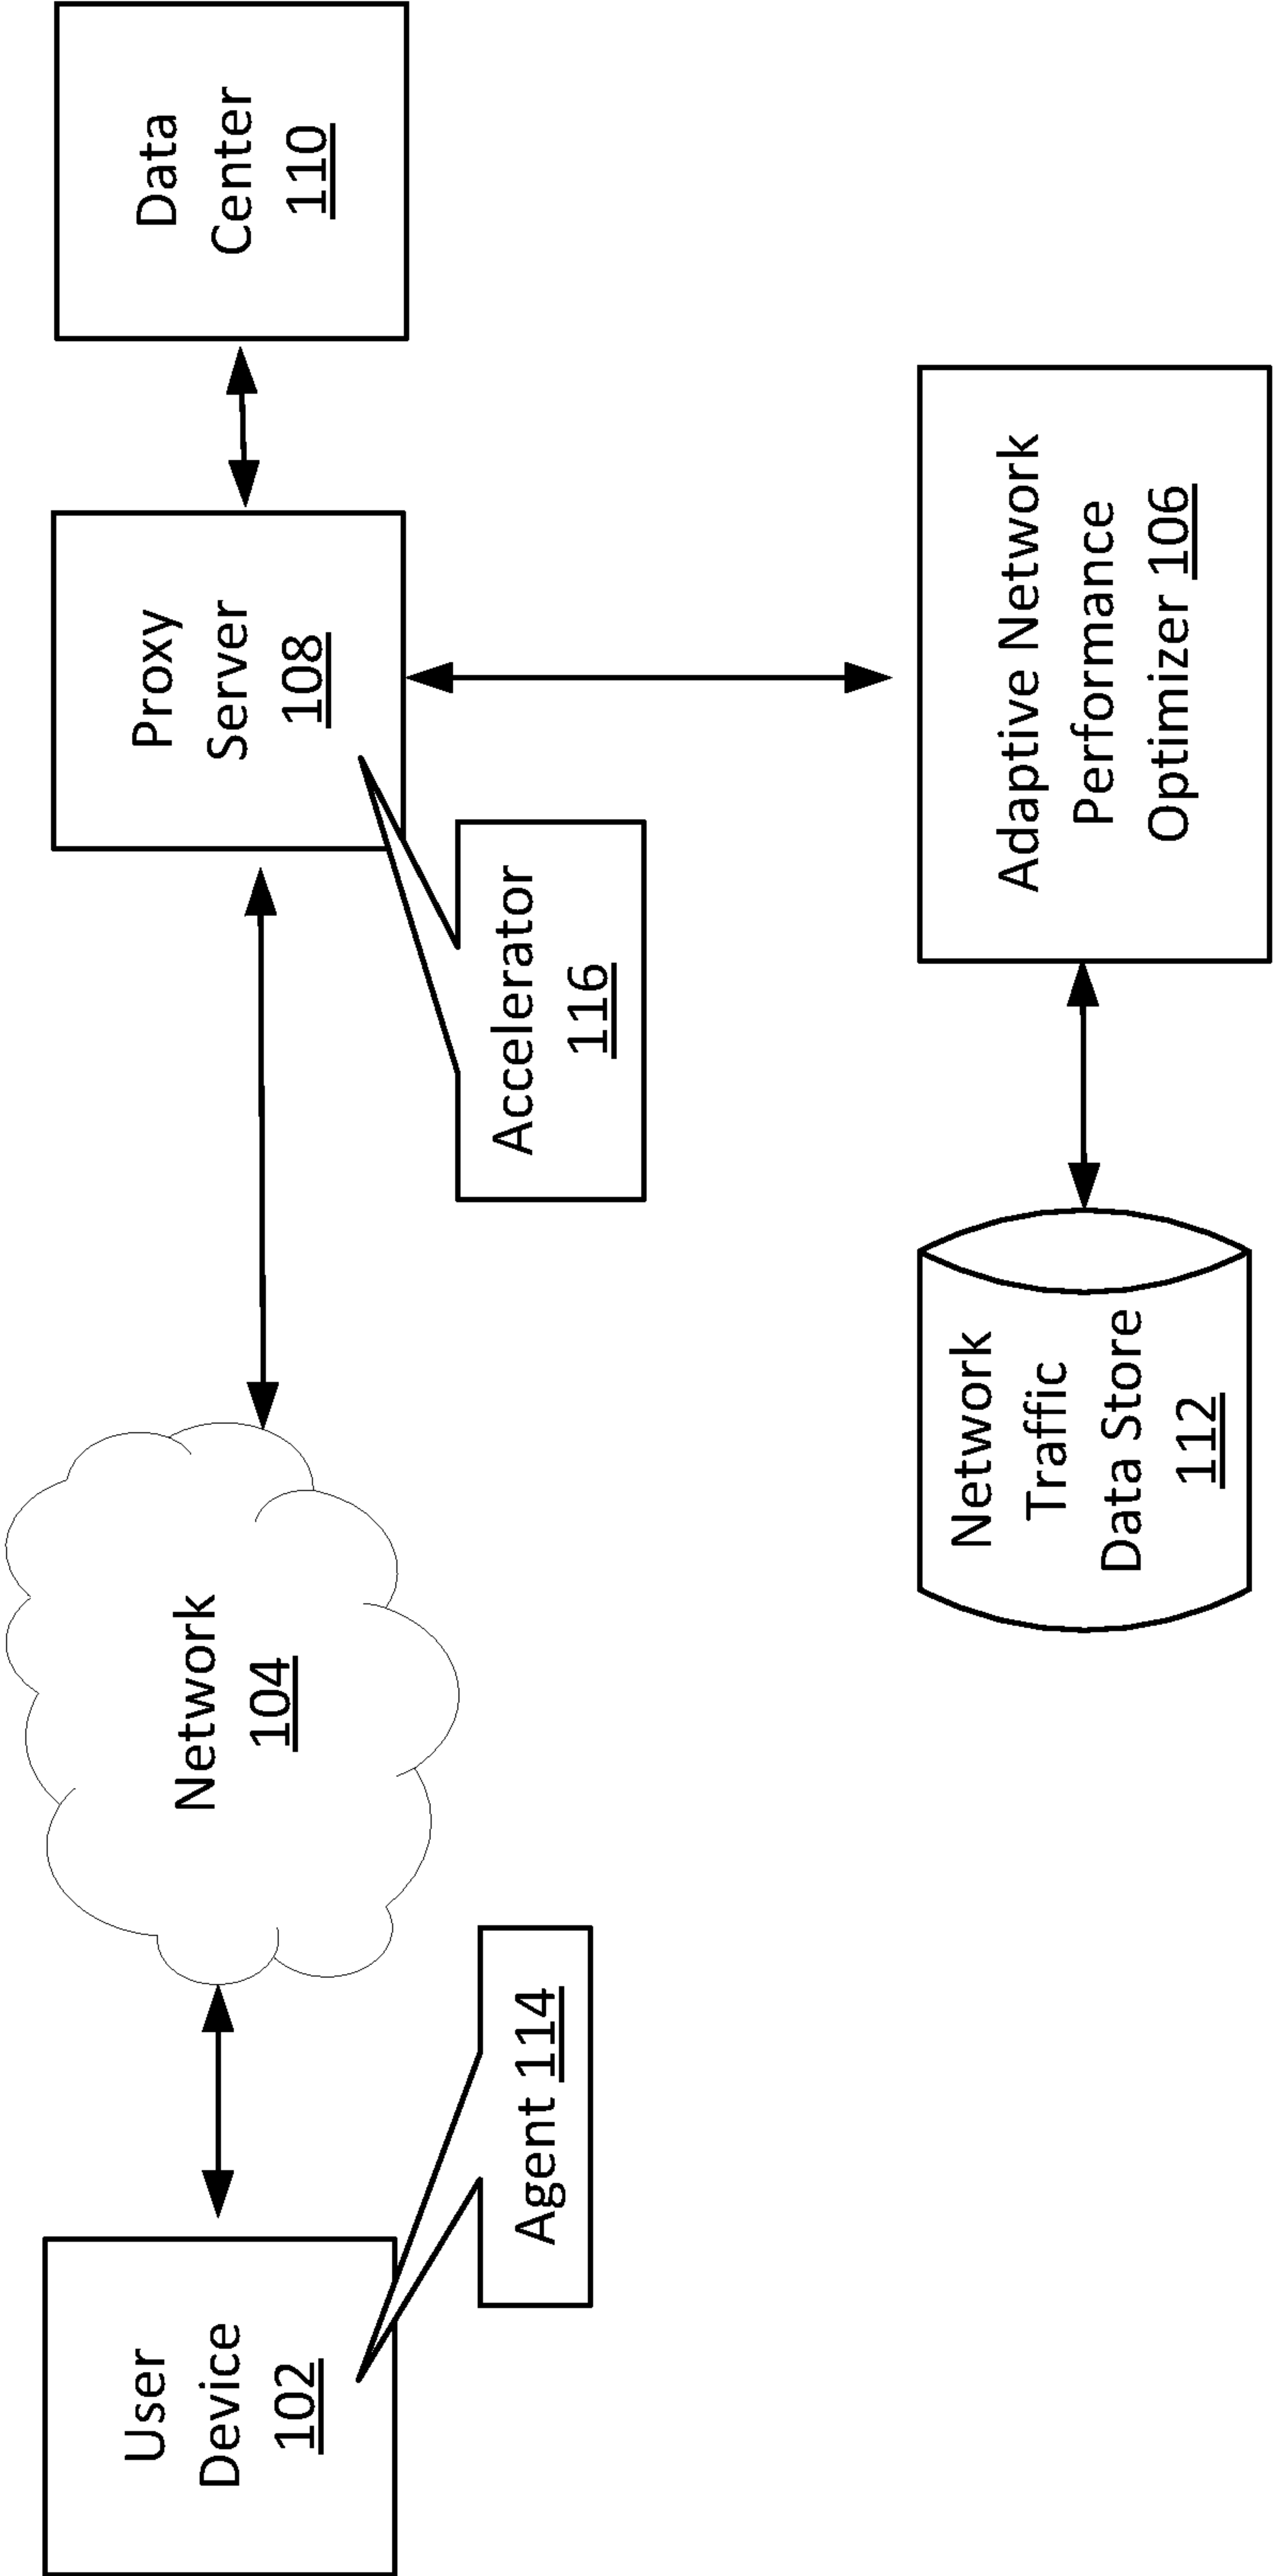 User
Device
102
Agent 114
Network
104
Accelerator
116
Proxy
Server
108
Data
Center
110
Network
Traffic
Data Store
112
Adaptive Network
Performance
Optimizer 106